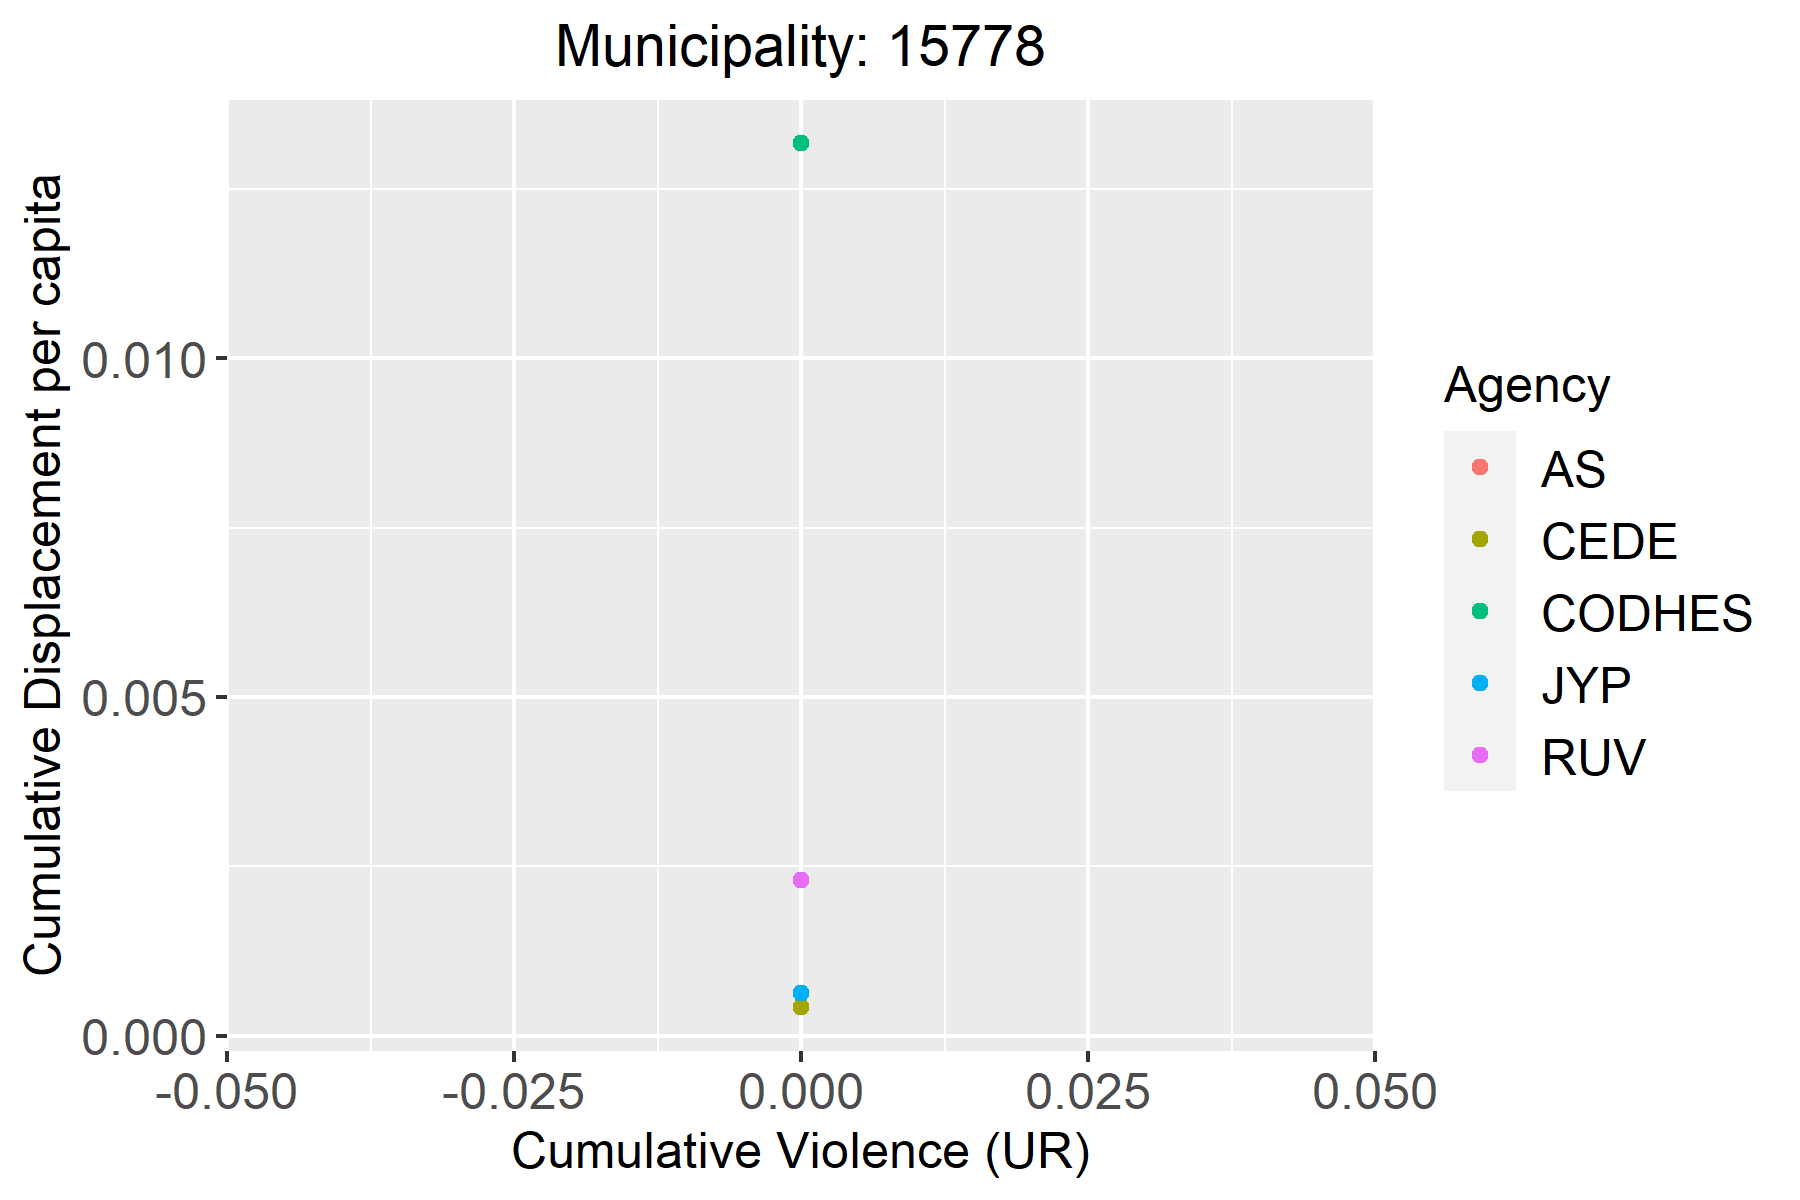 Municipality: 15778
Cumulative Displacement per capita
0.010
0.005
0.000
-0.050
-0.025
0.000
0.025
0.050
Cumulative Violence (UR)
Agency
AS
CEDE
CODHES
JYP
RUV